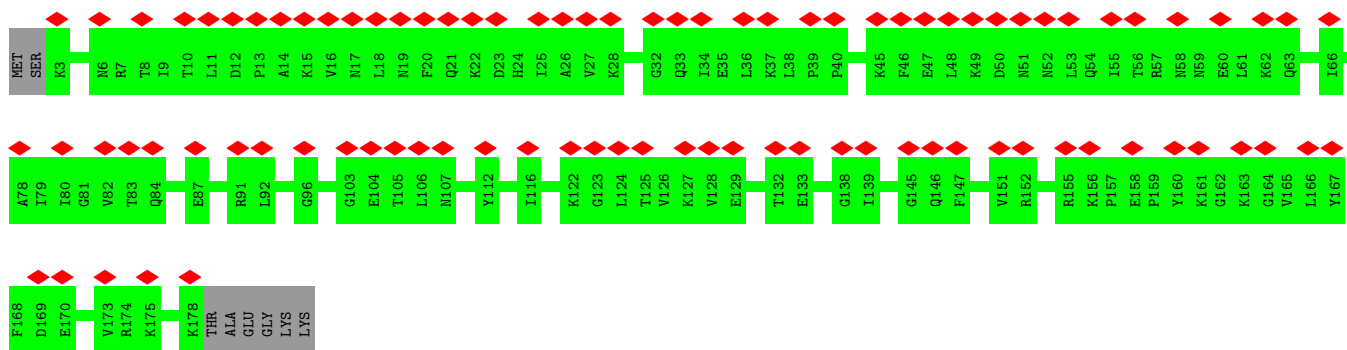 MET SER K3 N6 R7 T8 I9 T10 L11 D12 P13 A14 K15 V16 N17 L18 N19 F20 Q21 K22 D23 H24 I25 A26 V27 K28 G32 Q33 I34 E35 L36 K37 L38 P39 P40 K45 F46 E47 L48 K49 D50 N51 N52 L53 Q54 I55 T56 R57 N58 N59 E60 L61 K62 Q63 I66
A78 I79 I80 G81 V82 T83 Q84 E87 R91 L92 G96 G103 E104 T105 L106 N107 Y112 I116 K122 G123 L124 T125 V126 K127 V128 E129 T132 E133 G138 I139 G145 Q146 F147 V151 R152 R155 K156 P157 E158 P159 Y160 K161 G162 K163 G164 V165 L166 Y167
F168 D169 E170 V173 R174 K175 K178 THR ALA GLU GLY LYS LYS